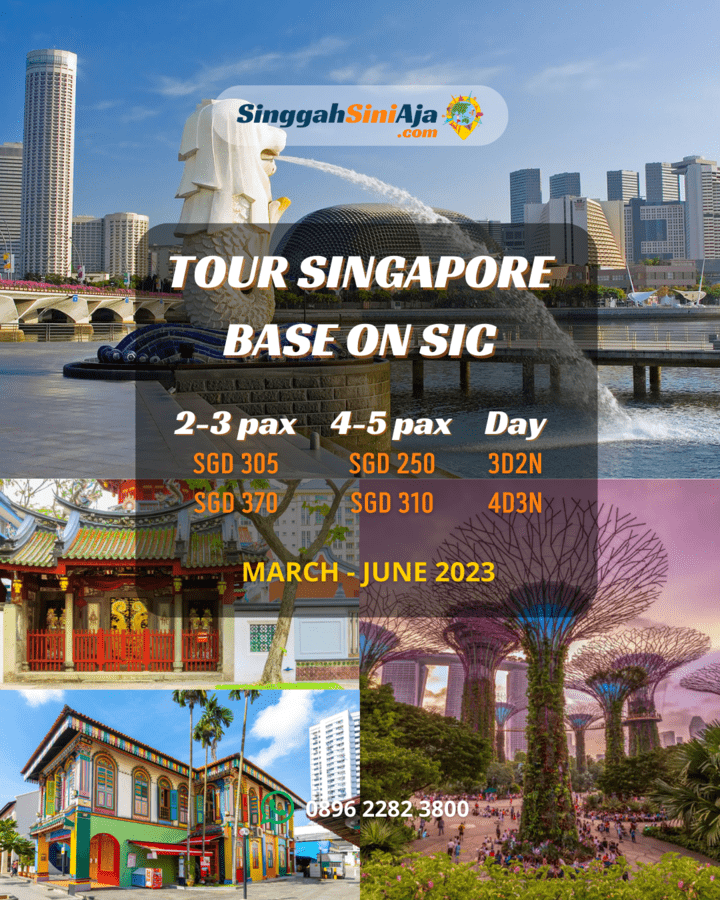 SinggahSiniAja
.com
TOUR SINGAPORE
BASE ON SIC
2-3 pax 4-5 pax Day
SGD 305 SGD 250 3D2N
SGD 370 SGD 310 4D3N
MARCH - JUNE 2023
0896 2282 3800